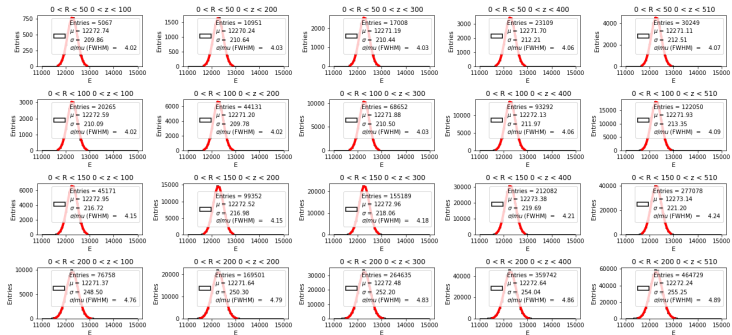 0 < R < 50 0 < z < 100
Entries = 5067
μ = 12272.74
σ = 209.86
σ/mu (FWHM) = 4.02
0 < R < 50 0 < z < 200
Entries = 10951
μ = 12270.24
σ = 210.64
σ/mu (FWHM) = 4.03
0 < R < 50 0 < z < 300
Entries = 17008
μ = 12271.19
σ = 210.44
σ/mu (FWHM) = 4.03
0 < R < 50 0 < z < 400
Entries = 23109
μ = 12271.70
σ = 212.21
σ/mu (FWHM) = 4.06
0 < R < 50 0 < z < 510
Entries = 30249
μ = 12271.11
σ = 212.51
σ/mu (FWHM) = 4.07
0 < R < 100 0 < z < 100
Entries = 20265
μ = 12272.59
σ = 210.09
σ/mu (FWHM) = 4.02
0 < R < 100 0 < z < 200
Entries = 44131
μ = 12271.20
σ = 209.78
σ/mu (FWHM) = 4.02
0 < R < 100 0 < z < 300
Entries = 68652
μ = 12271.88
σ = 210.50
σ/mu (FWHM) = 4.03
0 < R < 100 0 < z < 400
Entries = 93292
μ = 12272.13
σ = 211.97
σ/mu (FWHM) = 4.06
0 < R < 100 0 < z < 510
Entries = 122050
μ = 12271.93
σ = 213.35
σ/mu (FWHM) = 4.09
0 < R < 150 0 < z < 100
Entries = 45171
μ = 12272.95
σ = 216.72
σ/mu (FWHM) = 4.15
0 < R < 150 0 < z < 200
Entries = 99352
μ = 12272.52
σ = 216.98
σ/mu (FWHM) = 4.15
0 < R < 150 0 < z < 300
Entries = 155189
μ = 12272.96
σ = 218.06
σ/mu (FWHM) = 4.18
0 < R < 150 0 < z < 400
Entries = 212082
μ = 12273.38
σ = 219.69
σ/mu (FWHM) = 4.21
0 < R < 150 0 < z < 510
Entries = 277078
μ = 12273.14
σ = 221.20
σ/mu (FWHM) = 4.24
0 < R < 200 0 < z < 100
Entries = 76758
μ = 12271.37
σ = 248.50
σ/mu (FWHM) = 4.76
0 < R < 200 0 < z < 200
Entries = 169501
μ = 12271.64
σ = 250.30
σ/mu (FWHM) = 4.79
0 < R < 200 0 < z < 300
Entries = 264635
μ = 12272.48
σ = 252.20
σ/mu (FWHM) = 4.83
0 < R < 200 0 < z < 400
Entries = 359742
μ = 12272.64
σ = 254.04
σ/mu (FWHM) = 4.86
0 < R < 200 0 < z < 510
Entries = 464729
μ = 12272.24
σ = 255.25
σ/mu (FWHM) = 4.89
Entries
11000 12000 13000 14000 15000
E